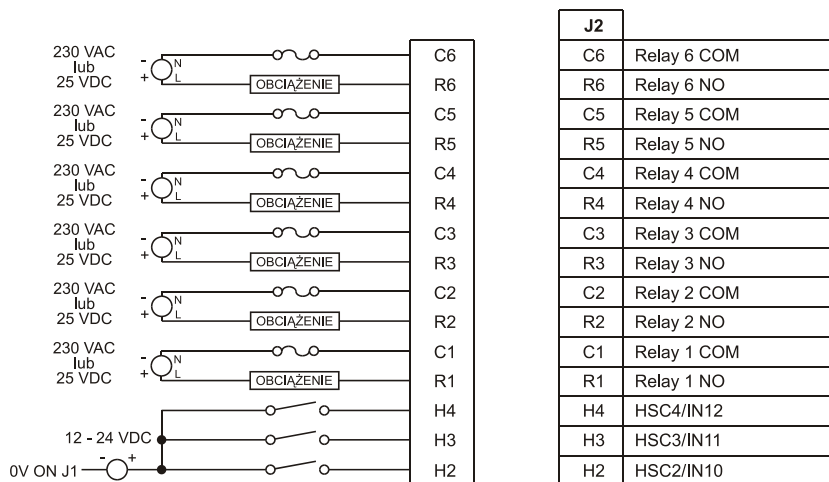 J2
230 VAC
lub
25 VDC
- N
+ L
OBCIĄŻENIE
C6
R6
C6 Relay 6 COM
R6 Relay 6 NO
230 VAC
lub
25 VDC
- N
+ L
OBCIĄŻENIE
C5
R5
C5 Relay 5 COM
R5 Relay 5 NO
230 VAC
lub
25 VDC
- N
+ L
OBCIĄŻENIE
C4
R4
C4 Relay 4 COM
R4 Relay 4 NO
230 VAC
lub
25 VDC
- N
+ L
OBCIĄŻENIE
C3
R3
C3 Relay 3 COM
R3 Relay 3 NO
230 VAC
lub
25 VDC
- N
+ L
OBCIĄŻENIE
C2
R2
C2 Relay 2 COM
R2 Relay 2 NO
230 VAC
lub
25 VDC
- N
+ L
OBCIĄŻENIE
C1
R1
C1 Relay 1 COM
R1 Relay 1 NO
H4
H4 HSC4/IN12
12 - 24 VDC
H3
H3 HSC3/IN11
0V ON J1 - +
H2
H2 HSC2/IN10